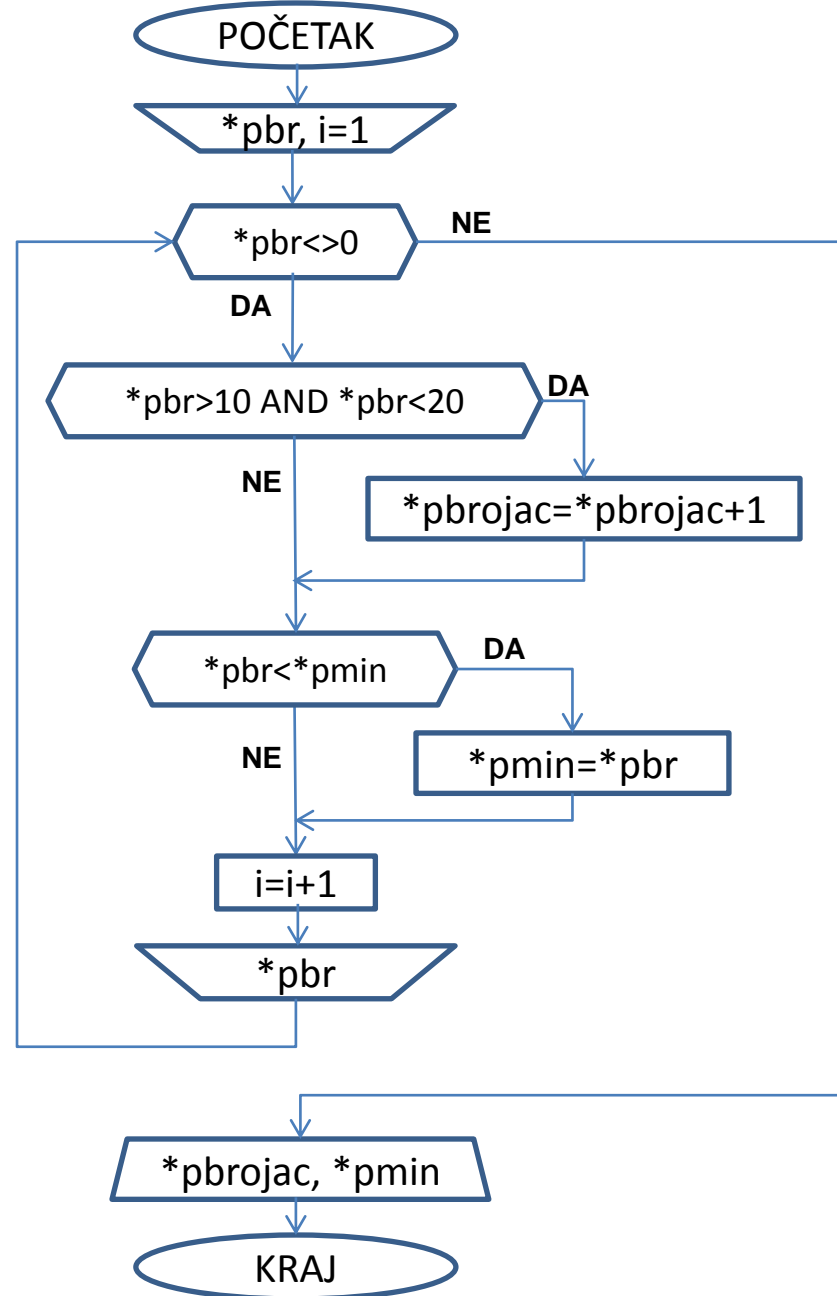 POČETAK
*pbr, i=1
*pbr<>0
NE
DA
*pbr>10 AND *pbr<20
DA
NE
*pbrojac=*pbrojac+1
*pbr<*pmin
DA
NE
*pmin=*pbr
i=i+1
*pbr
*pbrojac, *pmin
KRAJ